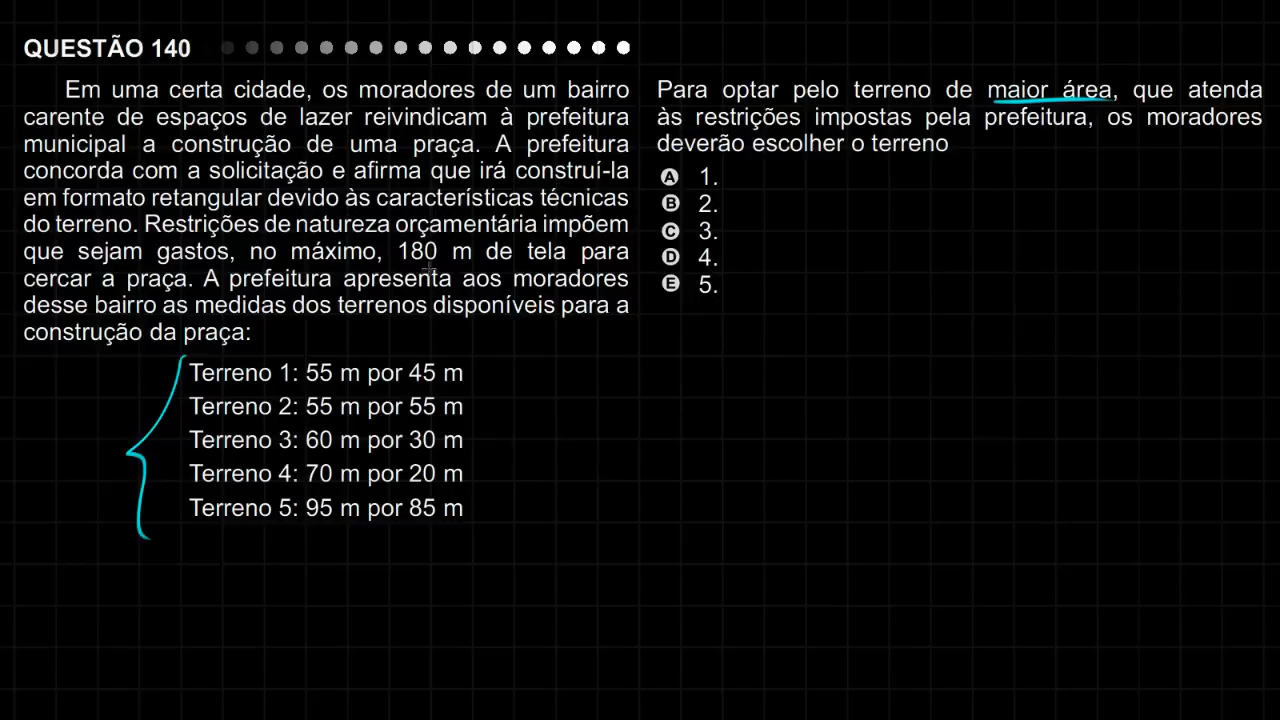 QUESTÃO 140
Em uma certa cidade, os moradores de um bairro
carente de espaços de lazer reivindicam à prefeitura
municipal a construção de uma praça. A prefeitura
concorda com a solicitação e afirma que irá construí-la
em formato retangular devido às características técnicas
do terreno. Restrições de natureza orçamentária impõem
que sejam gastos, no máximo, 180 m de tela para
cercar a praça. A prefeitura apresenta aos moradores
desse bairro as medidas dos terrenos disponíveis para a
construção da praça:
Terreno 1: 55 m por 45 m
Terreno 2: 55 m por 55 m
Terreno 3: 60 m por 30 m
Terreno 4: 70 m por 20 m
Terreno 5: 95 m por 85 m
Para optar pelo terreno de maior área, que atenda
às restrições impostas pela prefeitura, os moradores
deverão escolher o terreno
A 1.
B 2.
C 3.
D 4.
E 5.